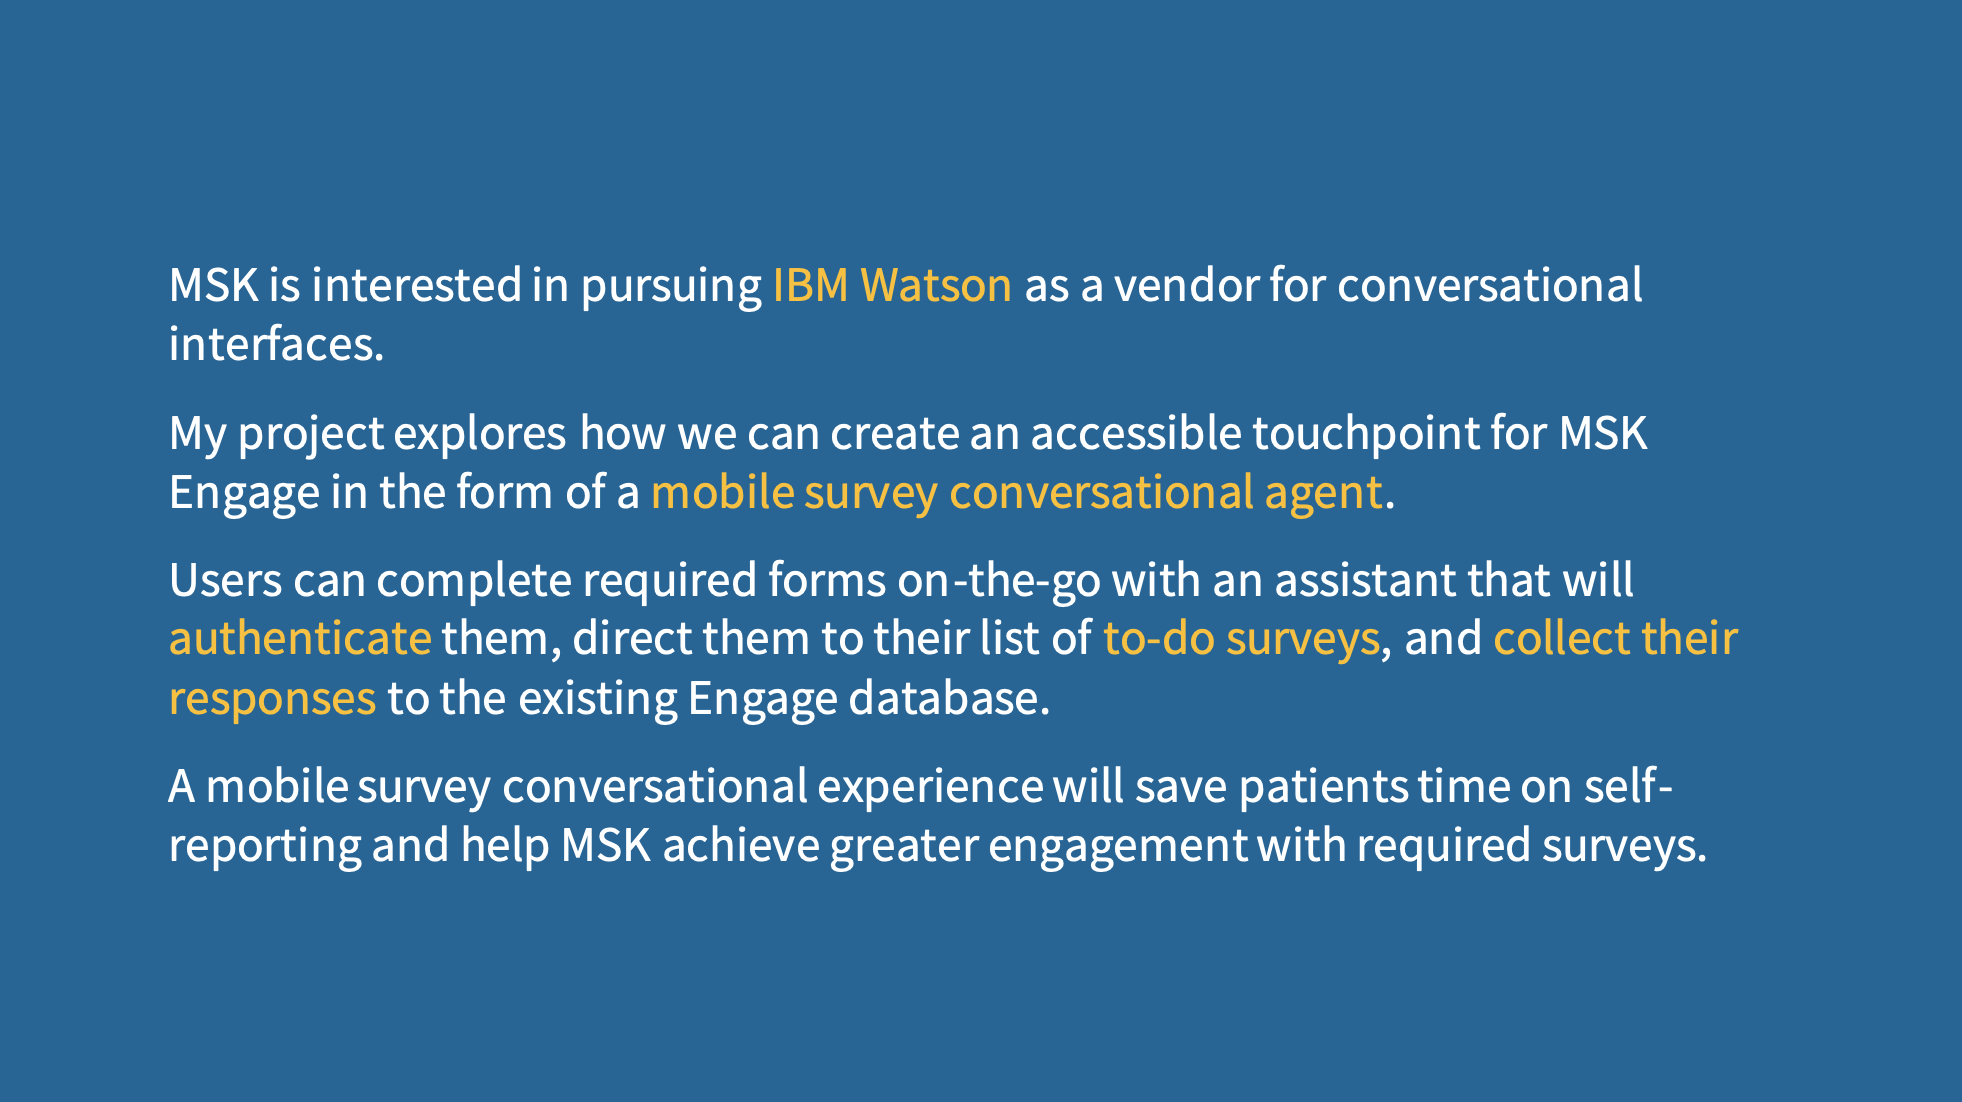 MSK is interested in pursuing IBM Watson as a vendor for conversational
interfaces.
My project explores how we can create an accessible touchpoint for MSK
Engage in the form of a mobile survey conversational agent.
Users can complete required forms on-the-go with an assistant that will
authenticate them, direct them to their list of to-do surveys, and collect their
responses to the existing Engage database.
A mobile survey conversational experience will save patients time on self-
reporting and help MSK achieve greater engagement with required surveys.